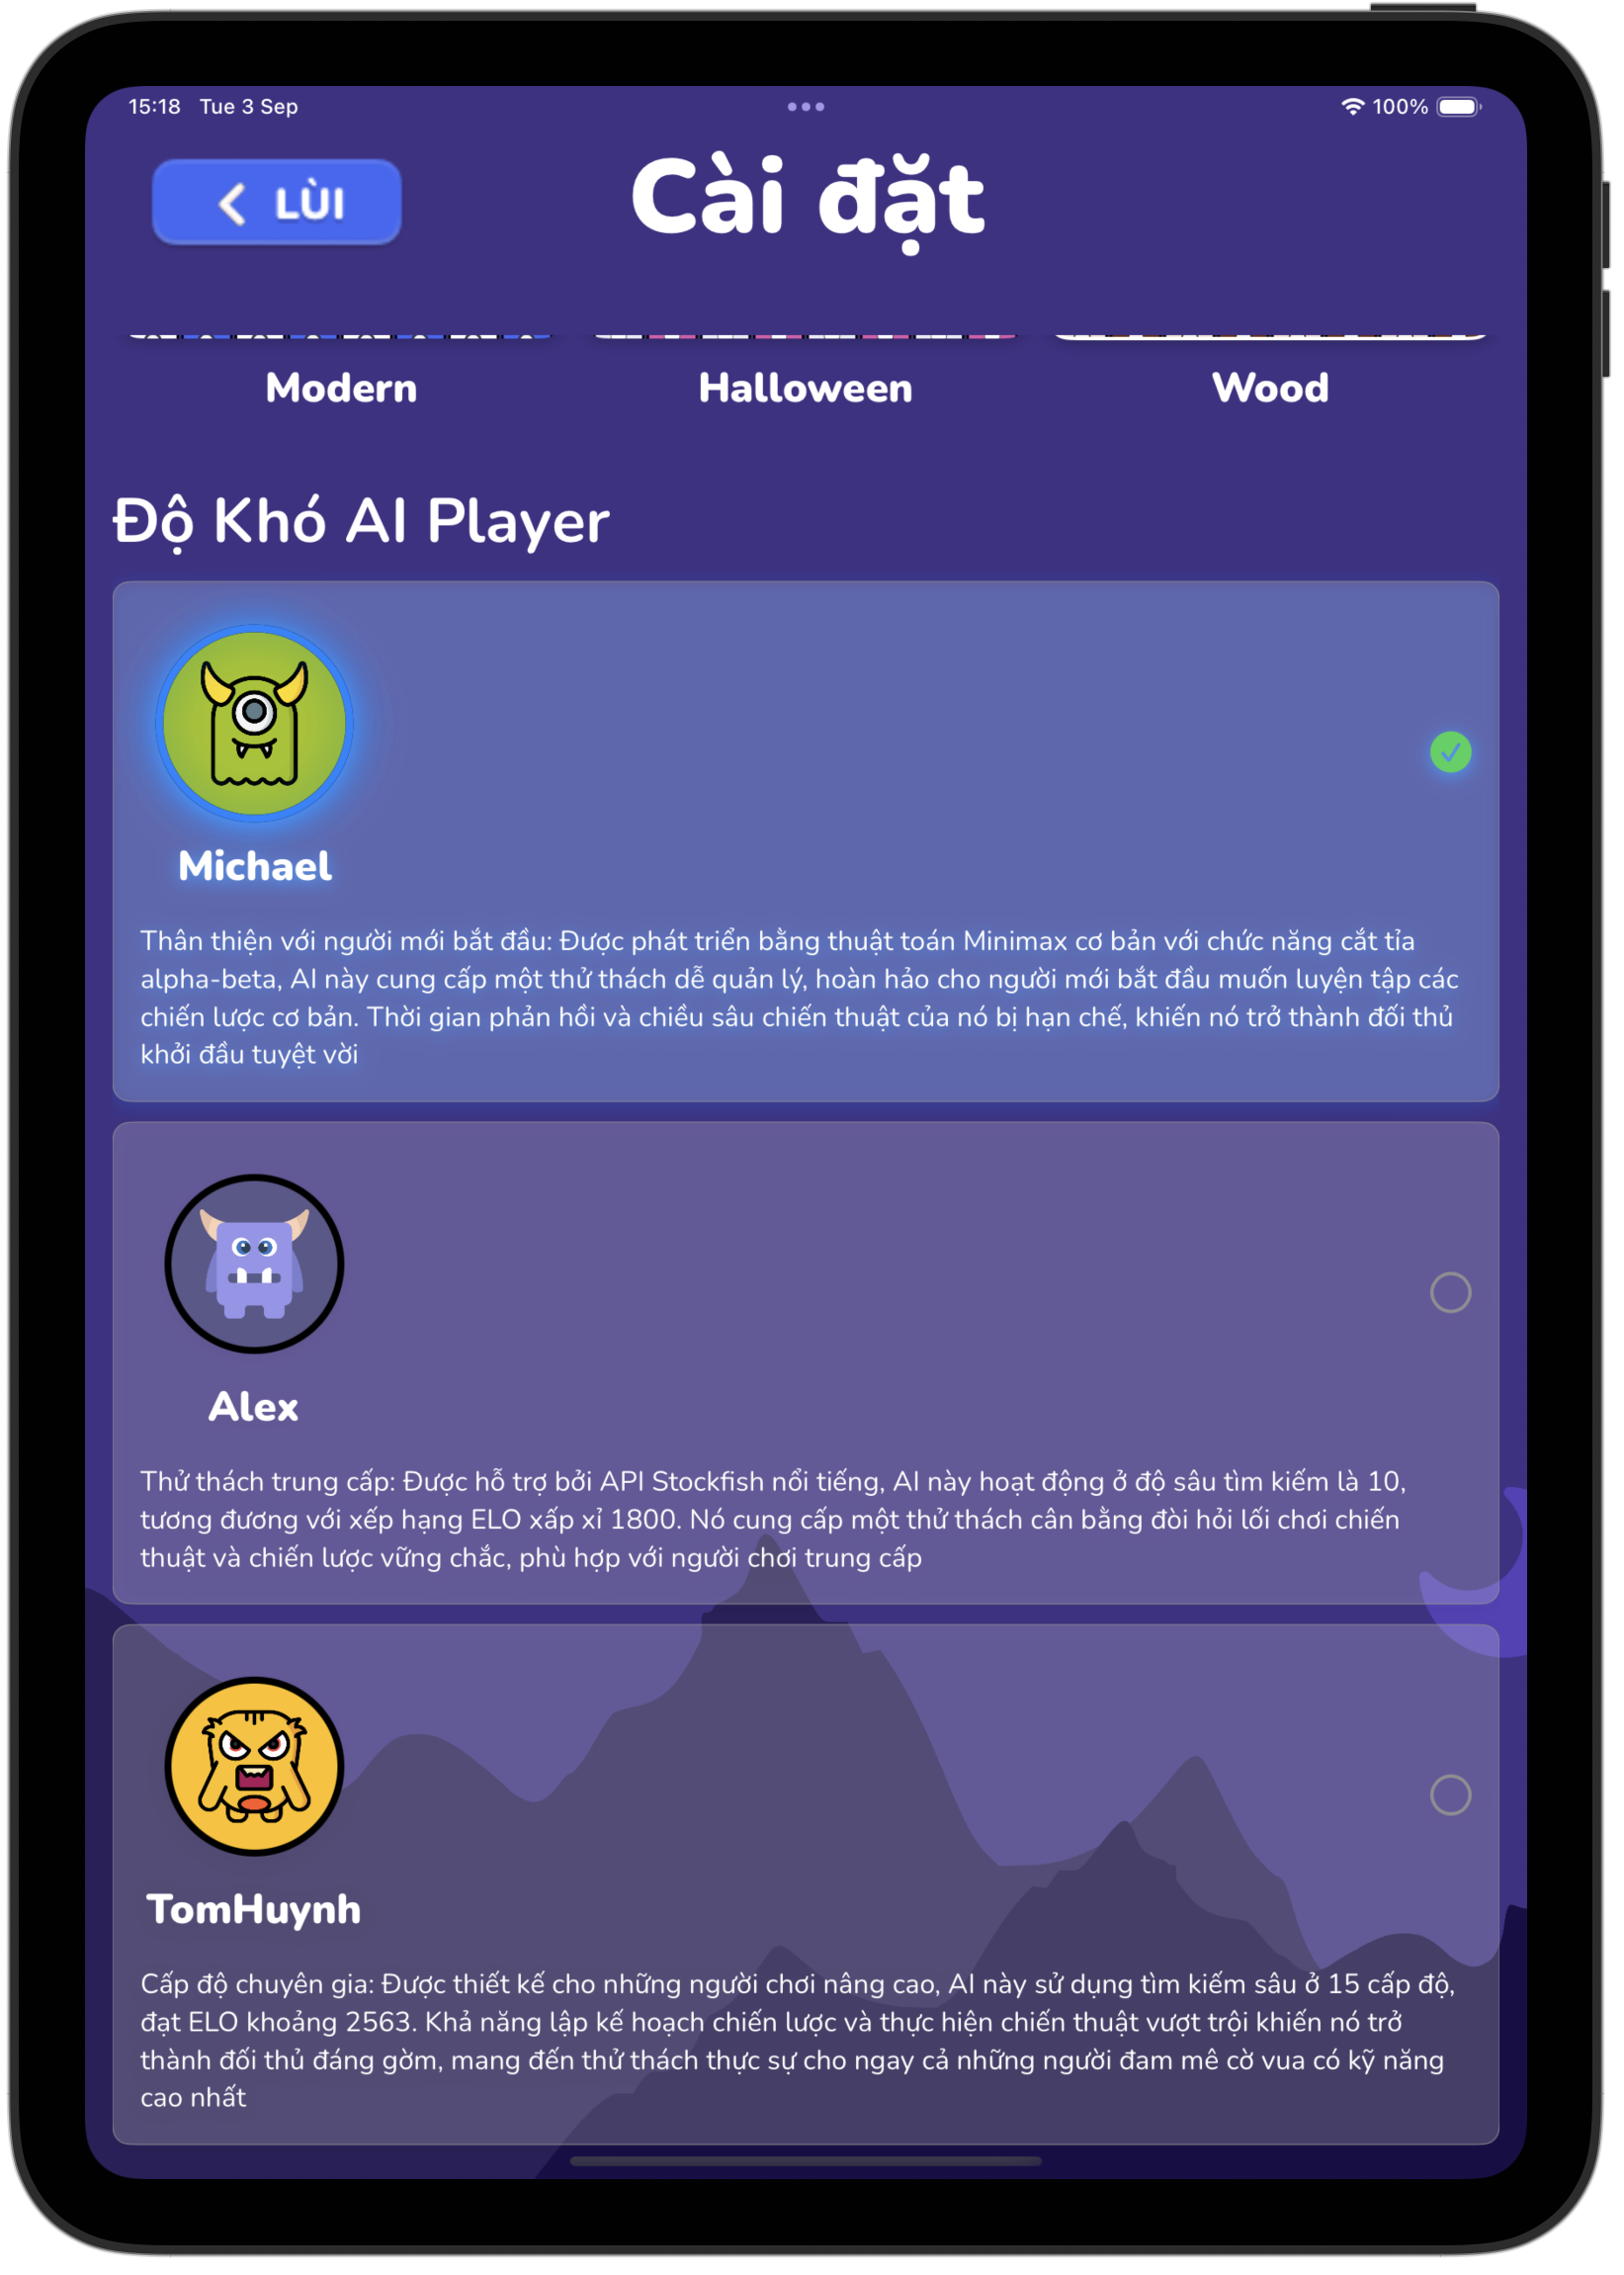 15:18 Tue 3 Sep 100%
LÙI
Cài đặt
Modern Halloween Wood
Độ Khó AI Player
Michael
Thân thiện với người mới bắt đầu: Được phát triển bằng thuật toán Minimax cơ bản với chức năng cắt tỉa
alpha-beta, AI này cung cấp một thử thách dễ quản lý, hoàn hảo cho người mới bắt đầu muốn luyện tập các
chiến lược cơ bản. Thời gian phản hồi và chiều sâu chiến thuật của nó bị hạn chế, khiến nó trở thành đối thủ
khởi đầu tuyệt vời
Alex
Thử thách trung cấp: Được hỗ trợ bởi API Stockfish nổi tiếng, AI này hoạt động ở độ sâu tìm kiếm là 10,
tương đương với xếp hạng ELO xấp xỉ 1800. Nó cung cấp một thử thách cân bằng đòi hỏi lối chơi chiến
thuật và chiến lược vững chắc, phù hợp với người chơi trung cấp
TomHuynh
Cấp độ chuyên gia: Được thiết kế cho những người chơi nâng cao, AI này sử dụng tìm kiếm sâu ở 15 cấp độ,
đạt ELO khoảng 2563. Khả năng lập kế hoạch chiến lược và thực hiện chiến thuật vượt trội khiến nó trở
thành đối thủ đáng gờm, mang đến thử thách thực sự cho ngay cả những người đam mê cờ vua có kỹ năng
cao nhất